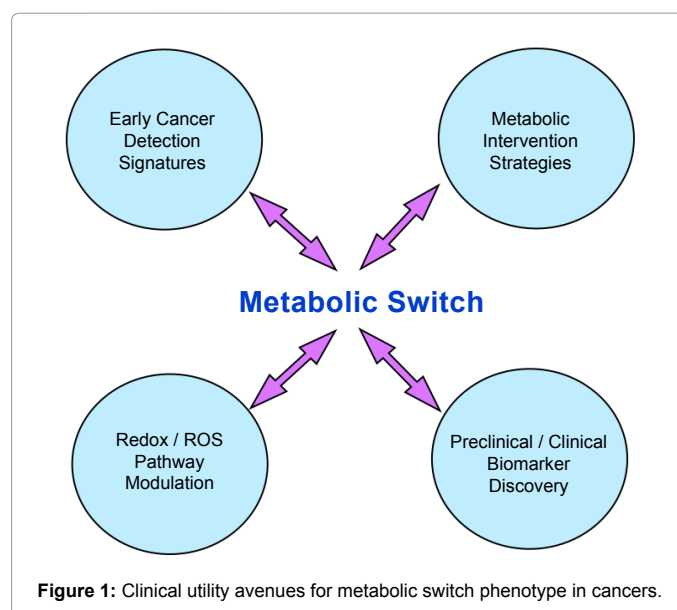 Early Cancer
Detection
Signatures
Metabolic
Intervention
Strategies
Metabolic Switch
Redox / ROS
Pathway
Modulation
Preclinical / Clinical
Biomarker
Discovery
Figure 1: Clinical utility avenues for metabolic switch phenotype in cancers.